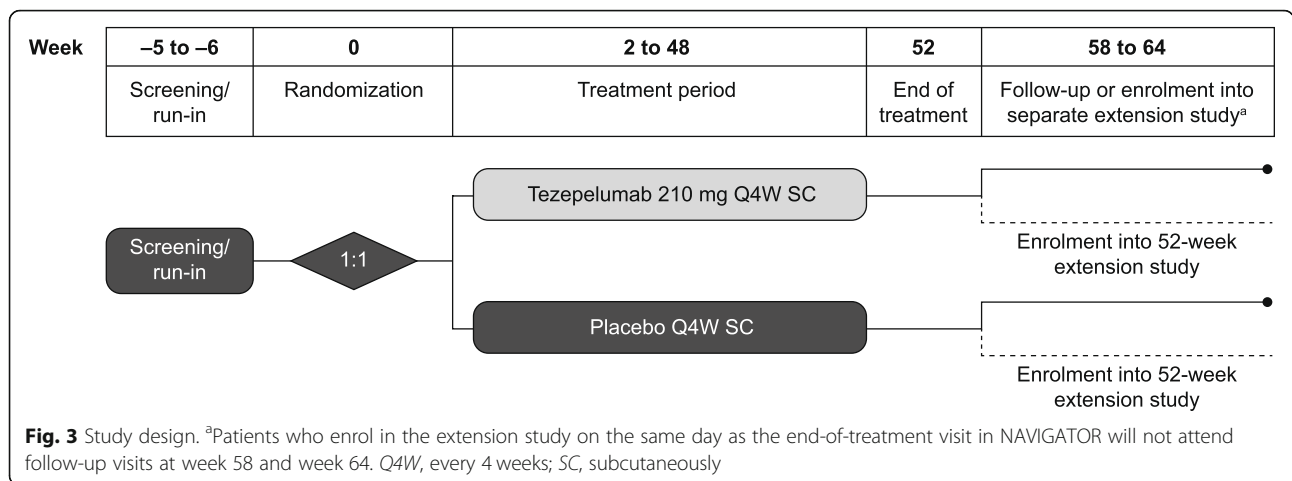 Week –5 to –6 0 2 to 48 52 58 to 64
Screening/ Randomization Treatment period End of Follow-up or enrolment into
run-in treatment separate extension studyᵃ
Tezepelumab 210 mg Q4W SC
Screening/
run-in
1:1
Enrolment into 52-week
extension study
Placebo Q4W SC
Enrolment into 52-week
extension study
Fig. 3 Study design. ᵃPatients who enrol in the extension study on the same day as the end-of-treatment visit in NAVIGATOR will not attend
follow-up visits at week 58 and week 64. Q4W, every 4 weeks; SC, subcutaneously